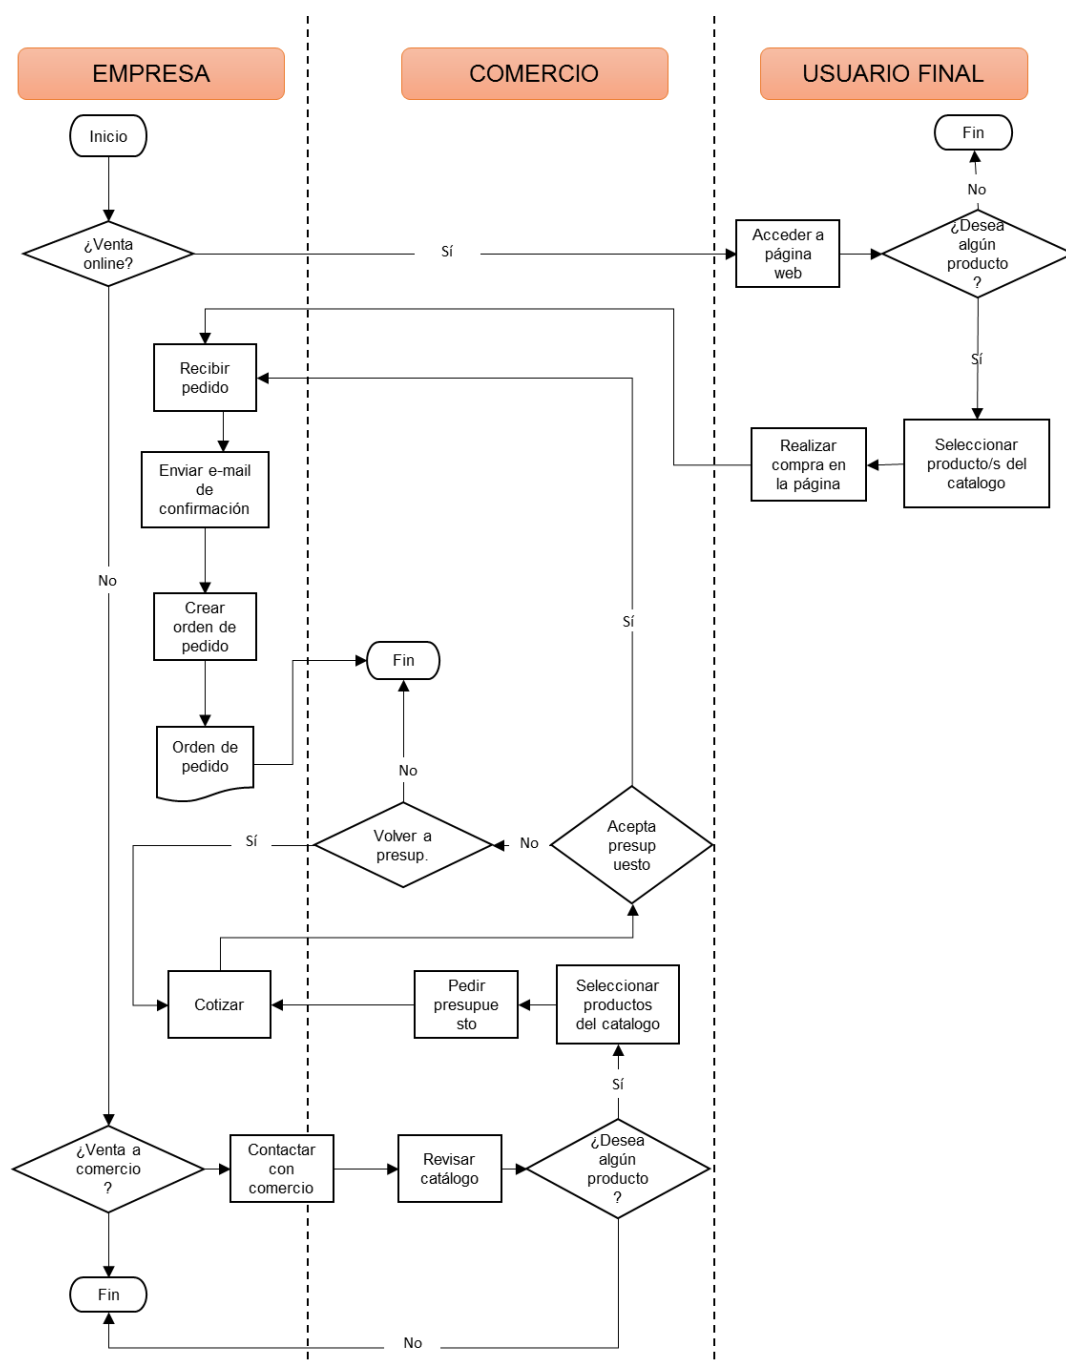 EMPRESA
COMERCIO
USUARIO FINAL
Inicio
Fin
No
¿Venta
online?
Sí
Acceder a
página
web
¿Desea
algún
producto
?
Sí
Recibir
pedido
Realizar
compra en
la página
Seleccionar
producto/s del
catalogo
Enviar e-mail
de
confirmación
No
Crear
orden de
pedido
Sí
Fin
Orden de
pedido
No
Sí
Volver a
presup.
No
Acepta
presup
uesto
Cotizar
Pedir
presupue
sto
Seleccionar
productos
del catalogo
Sí
¿Venta a
comercio
?
Contactar
con
comercio
Revisar
catálogo
¿Desea
algún
producto
?
Fin
No